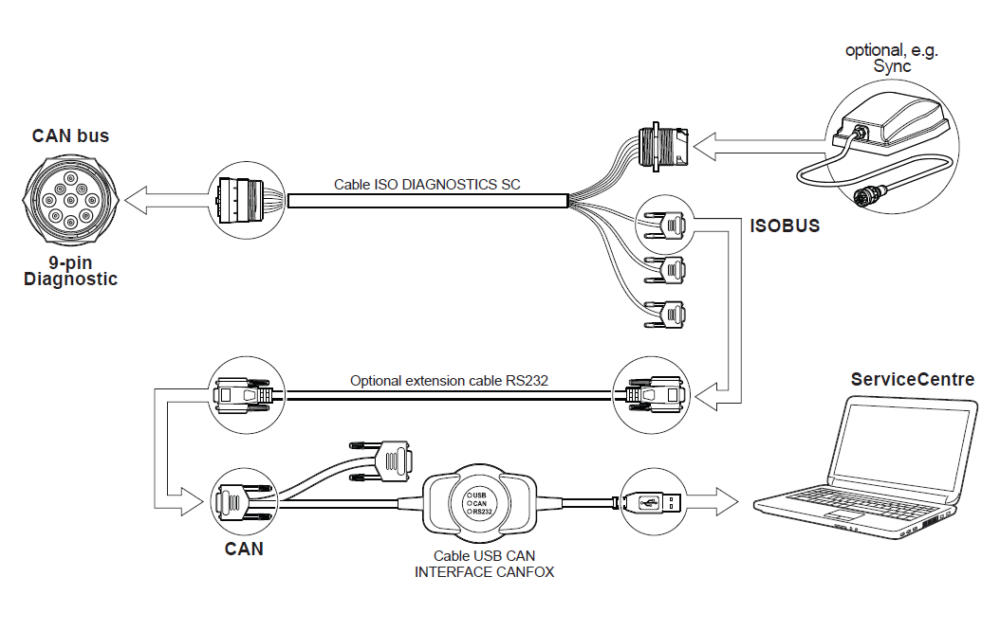 optional, e.g.
Sync
CAN bus
Cable ISO DIAGNOSTICS SC
ISOBUS
9-pin
Diagnostic
Optional extension cable RS232
ServiceCentre
USB
CAN
RS232
CAN
Cable USB CAN
INTERFACE CANFOX